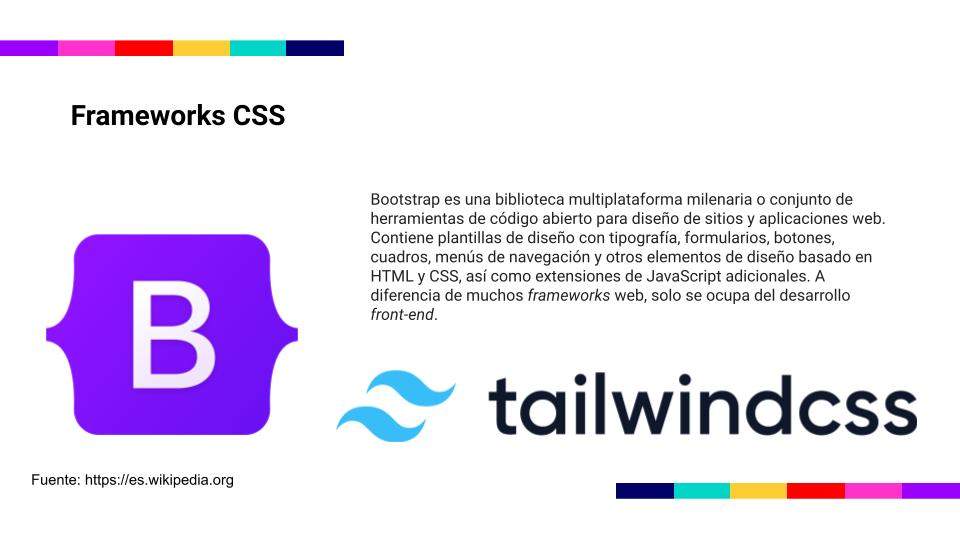 Frameworks CSS
Bootstrap es una biblioteca multiplataforma milenaria o conjunto de
herramientas de código abierto para diseño de sitios y aplicaciones web.
Contiene plantillas de diseño con tipografía, formularios, botones,
cuadros, menús de navegación y otros elementos de diseño basado en
HTML y CSS, así como extensiones de JavaScript adicionales. A
diferencia de muchos frameworks web, solo se ocupa del desarrollo
front-end.
B
tailwindcss
Fuente: https://es.wikipedia.org